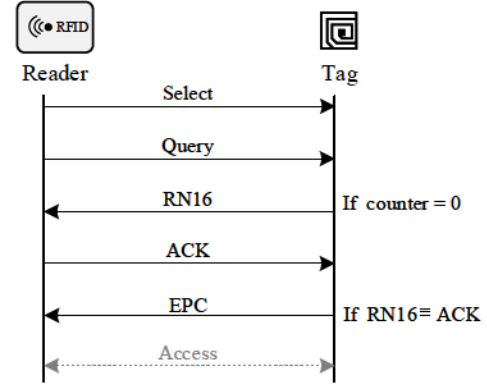 RFID
Reader Tag
Select
Query
RN16 If counter = 0
ACK
EPC If RN16≡ ACK
Access